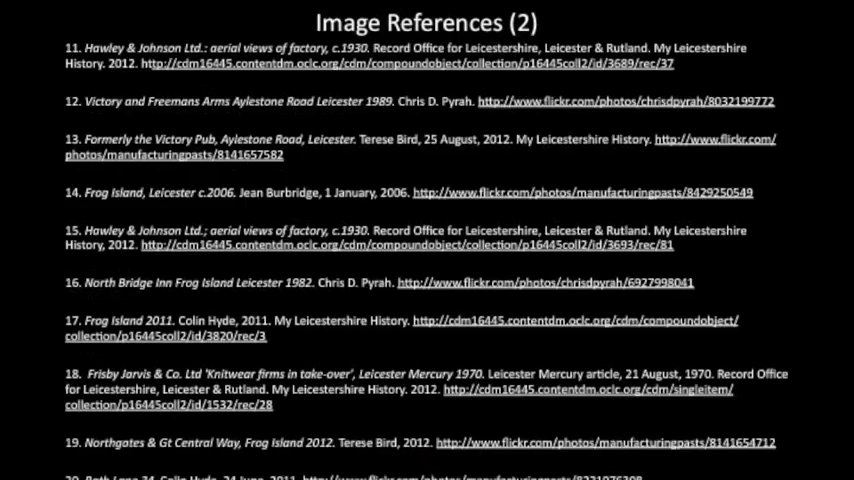 Image References (2)
11. Hawley & Johnson Ltd.: aerial views of factory, c.1930. Record Office for Leicestershire, Leicester & Rutland. My Leicestershire
History. 2012. http://cdm16445.contentdm.oclc.org/cdm/compoundobject/collection/p16445coll2/id/3689/rec/37
12. Victory and Freemans Arms Aylestone Road Leicester 1989. Chris D. Pyrah. http://www.flickr.com/photos/chrisdpyrah/8032199772
13. Formerly the Victory Pub, Aylestone Road, Leicester. Terese Bird, 25 August, 2012. My Leicestershire History. http://www.flickr.com/
photos/manufacturingpasts/8141657582
14. Frog Island, Leicester c.2006. Jean Burbridge, 1 January, 2006. http://www.flickr.com/photos/manufacturingpasts/8429250549
15. Hawley & Johnson Ltd.; aerial views of factory, c.1930. Record Office for Leicestershire, Leicester & Rutland. My Leicestershire
History, 2012. http://cdm16445.contentdm.oclc.org/cdm/compoundobject/collection/p16445coll2/id/3693/rec/81
16. North Bridge Inn Frog Island Leicester 1982. Chris D. Pyrah. http://www.flickr.com/photos/chrisdpyrah/6927998041
17. Frog Island 2011. Colin Hyde, 2011. My Leicestershire History. http://cdm16445.contentdm.oclc.org/cdm/compoundobject/
collection/p16445coll2/id/3820/rec/3
18. Frisby Jarvis & Co. Ltd 'Knitwear firms in take-over', Leicester Mercury 1970. Leicester Mercury article, 21 August, 1970. Record Office
for Leicestershire, Leicester & Rutland. My Leicestershire History. 2012. http://cdm16445.contentdm.oclc.org/cdm/singleitem/
collection/p16445coll2/id/1532/rec/28
19. Northgates & Gt Central Way, Frog Island 2012. Terese Bird, 2012. http://www.flickr.com/photos/manufacturingpasts/8141654712
20. Bath Lane 34. Colin Hyde, 24 June, 2011.